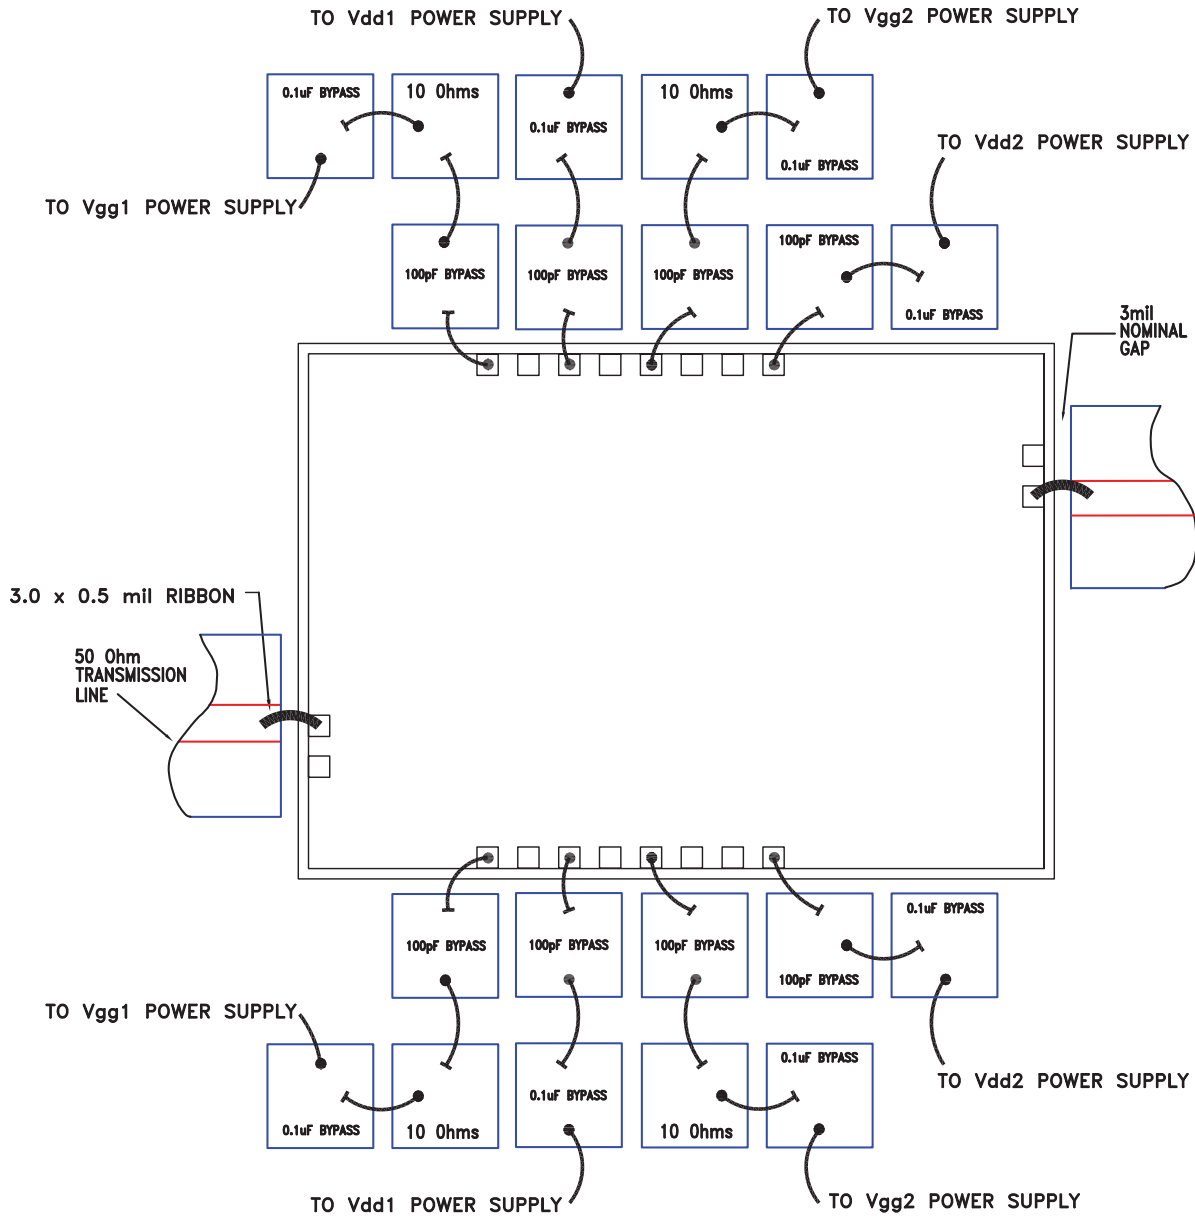 TO Vdd1 POWER SUPPLY
TO Vgg2 POWER SUPPLY
0.1uF BYPASS
10 Ohms
0.1uF BYPASS
10 Ohms
0.1uF BYPASS
TO Vdd2 POWER SUPPLY
TO Vgg1 POWER SUPPLY
100pF BYPASS
100pF BYPASS
100pF BYPASS
100pF BYPASS
0.1uF BYPASS
3mil
NOMINAL
GAP
3.0 x 0.5 mil RIBBON
50 Ohm
TRANSMISSION
LINE
100pF BYPASS
100pF BYPASS
100pF BYPASS
100pF BYPASS
0.1uF BYPASS
TO Vgg1 POWER SUPPLY
TO Vdd2 POWER SUPPLY
0.1uF BYPASS
10 Ohms
0.1uF BYPASS
10 Ohms
0.1uF BYPASS
TO Vdd1 POWER SUPPLY
TO Vgg2 POWER SUPPLY